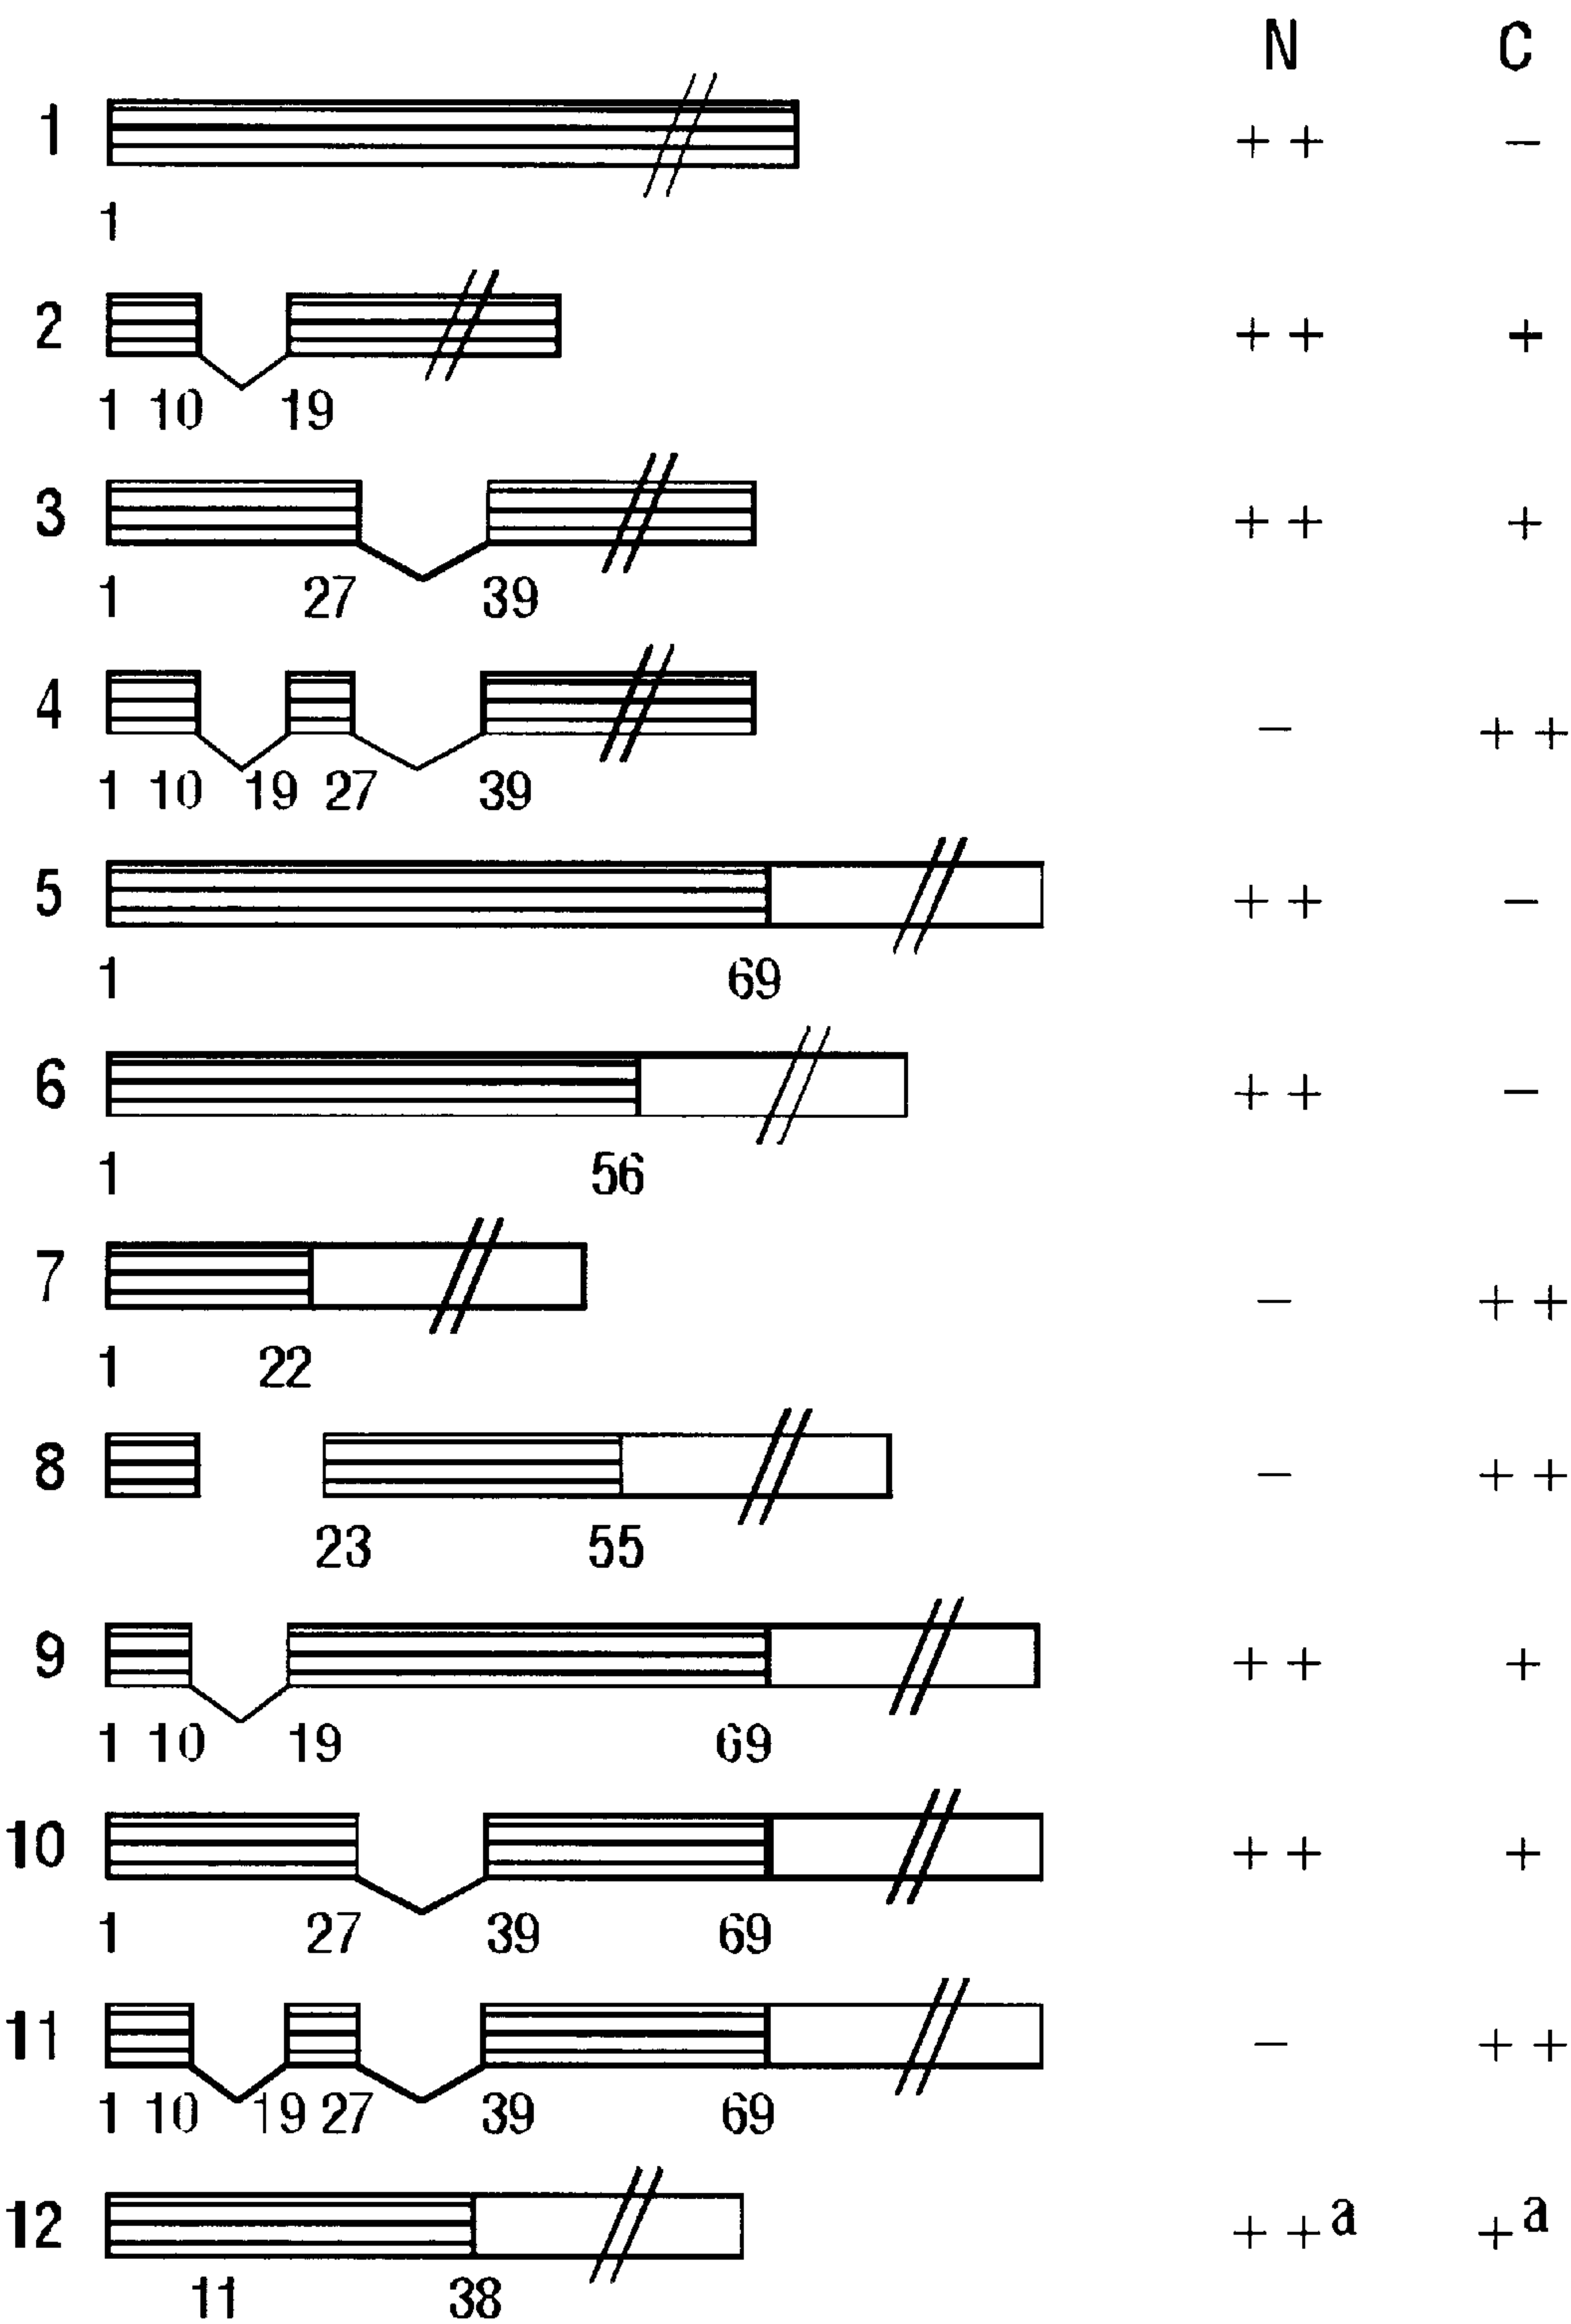 N C
1 ++ −
1
2 ++ +
1 10 19
3 ++ +
1 27 39
4 − ++
1 10 19 27 39
5 ++ −
1 69
6 ++ −
1 56
7 − ++
1 22
8 − ++
23 55
9 ++ +
1 10 19 69
10 ++ +
1 27 39 69
11 − ++
1 10 19 27 39 69
12 ++a +a
11 38